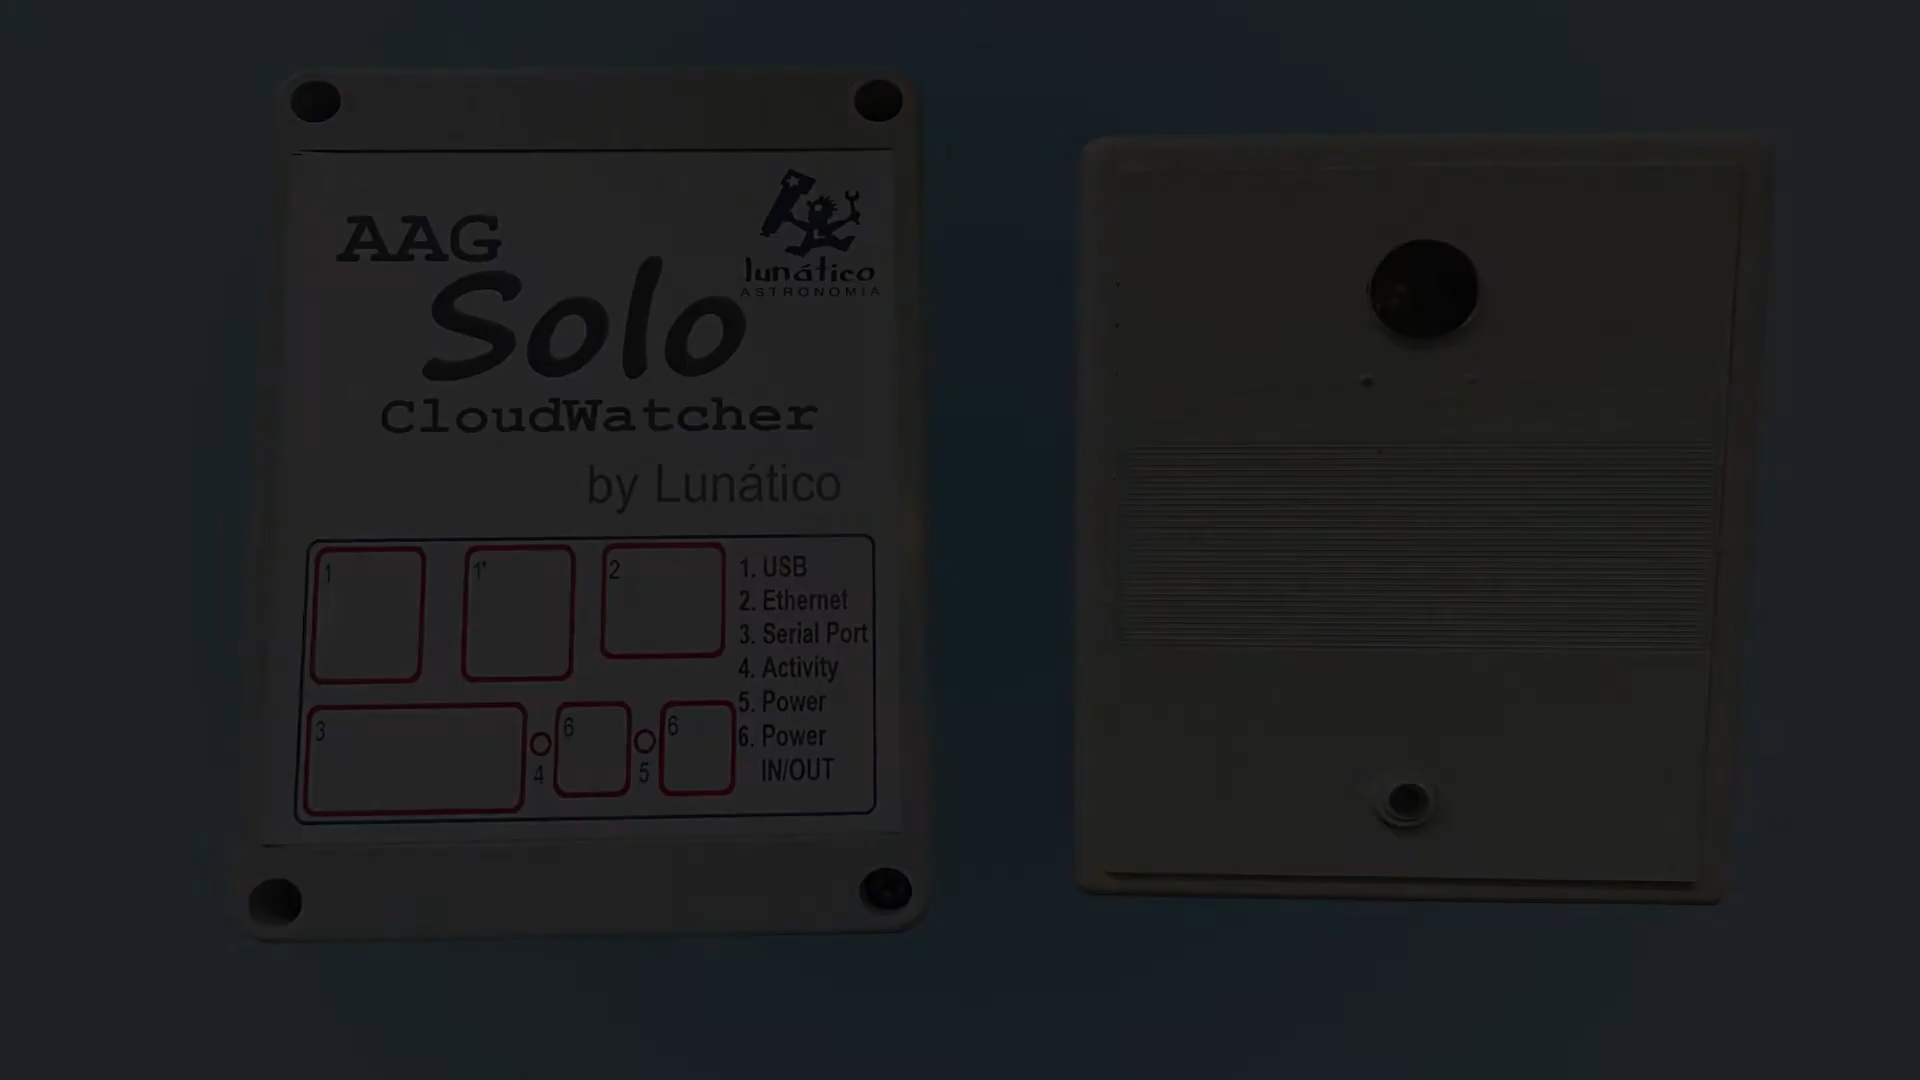 AAG
lunático
ASTRONOMÍA
Solo
CloudWatcher
by Lunático
1
1'
2
1. USB
2. Ethernet
3. Serial Port
4. Activity
5. Power
6. Power
IN/OUT
3
4
6
5
6